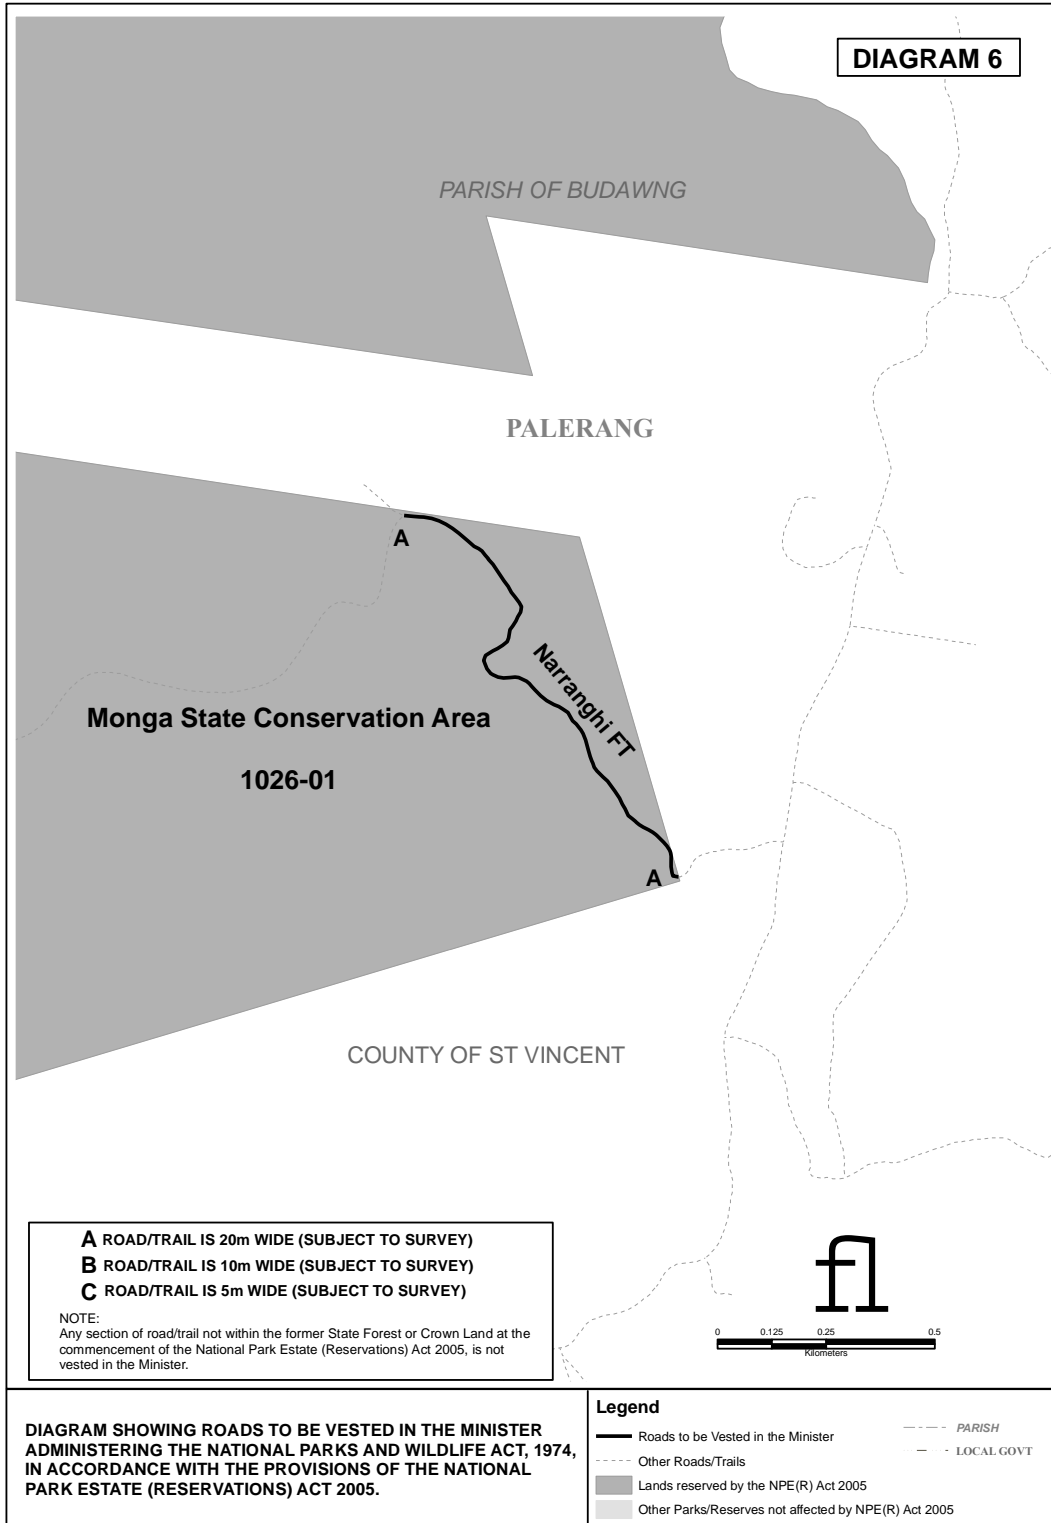 DIAGRAM 6
PARISH OF BUDAWNG
PALERANG
A
Narranghi FT
Monga State Conservation Area
1026-01
A
COUNTY OF ST VINCENT
A ROAD/TRAIL IS 20m WIDE (SUBJECT TO SURVEY)
B ROAD/TRAIL IS 10m WIDE (SUBJECT TO SURVEY)
C ROAD/TRAIL IS 5m WIDE (SUBJECT TO SURVEY)
NOTE:
Any section of road/trail not within the former State Forest or Crown Land at the
commencement of the National Park Estate (Reservations) Act 2005, is not
vested in the Minister.
0 0.125 0.25 0.5
Kilometers
DIAGRAM SHOWING ROADS TO BE VESTED IN THE MINISTER
ADMINISTERING THE NATIONAL PARKS AND WILDLIFE ACT, 1974,
IN ACCORDANCE WITH THE PROVISIONS OF THE NATIONAL
PARK ESTATE (RESERVATIONS) ACT 2005.
Legend
Roads to be Vested in the Minister
Other Roads/Trails
Lands reserved by the NPE(R) Act 2005
Other Parks/Reserves not affected by NPE(R) Act 2005
PARISH
LOCAL GOVT